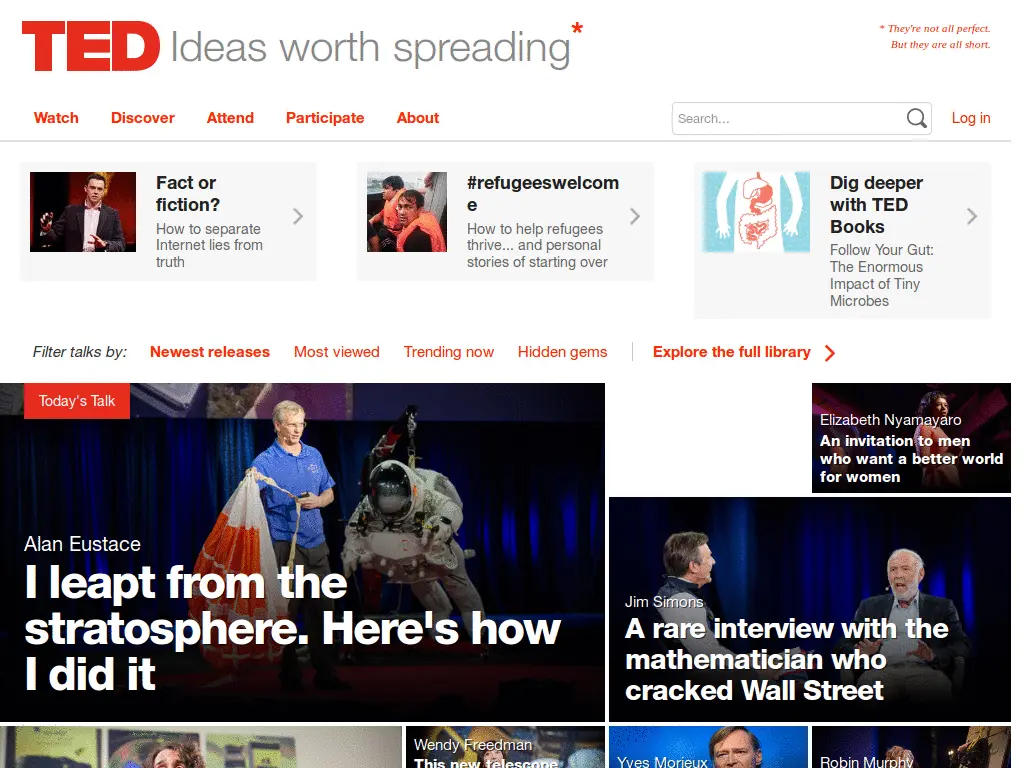 TED Ideas worth spreading*
* They're not all perfect.
But they are all short.
Watch Discover Attend Participate About
Search...
Log in
Fact or
fiction?
How to separate
Internet lies from
truth
#refugeeswelcom
e
How to help refugees
thrive... and personal
stories of starting over
Dig deeper
with TED
Books
Follow Your Gut:
The Enormous
Impact of Tiny
Microbes
Filter talks by: Newest releases Most viewed Trending now Hidden gems Explore the full library
Today's Talk
Alan Eustace
I leapt from the
stratosphere. Here's how
I did it
Elizabeth Nyamayaro
An invitation to men
who want a better world
for women
Jim Simons
A rare interview with the
mathematician who
cracked Wall Street
Wendy Freedman
This new telescope
Yves Morieux
Robin Murphy